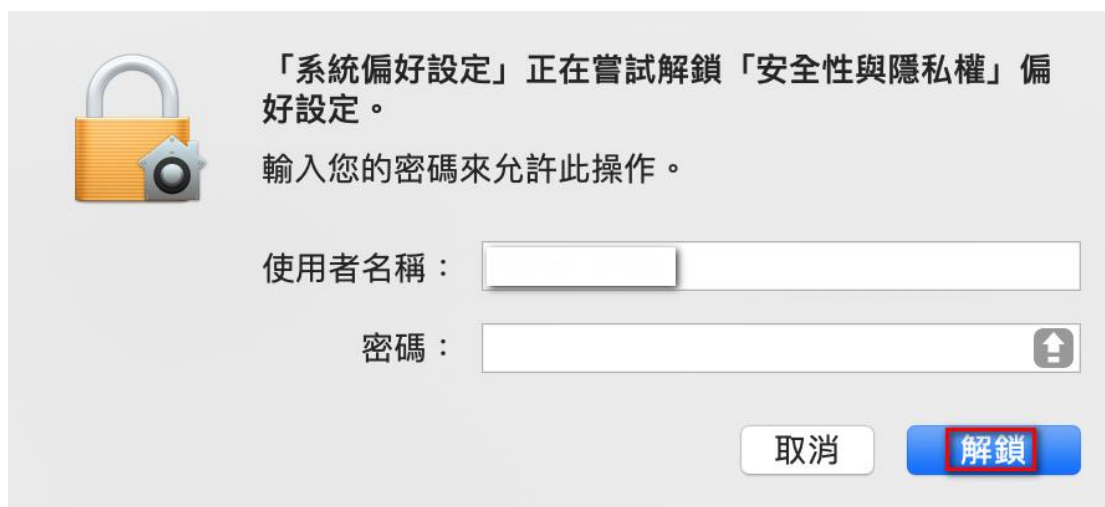 「系統偏好設定」正在嘗試解鎖「安全性與隱私權」偏
好設定。
輸入您的密碼來允許此操作。
使用者名稱：
密碼：
取消
解鎖